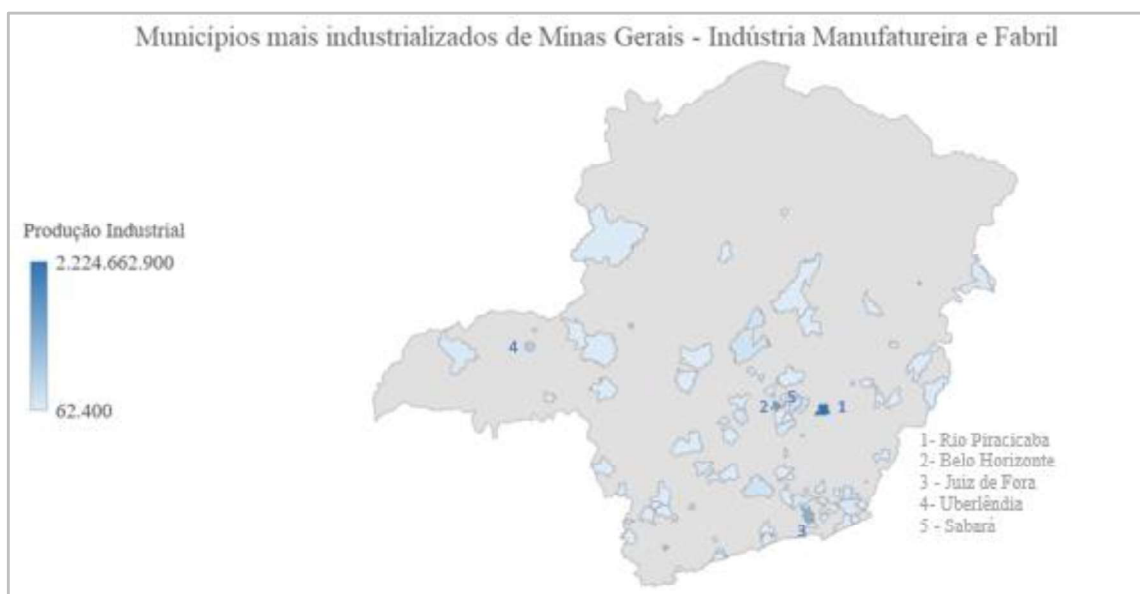 Municípios mais industrializados de Minas Gerais - Indústria Manufatureira e Fabril
Produção Industrial
2.224.662.900
62.400
4
5
2
1
3
1- Rio Piracicaba
2- Belo Horizonte
3 - Juiz de Fora
4- Uberlêndia
5 - Sabará